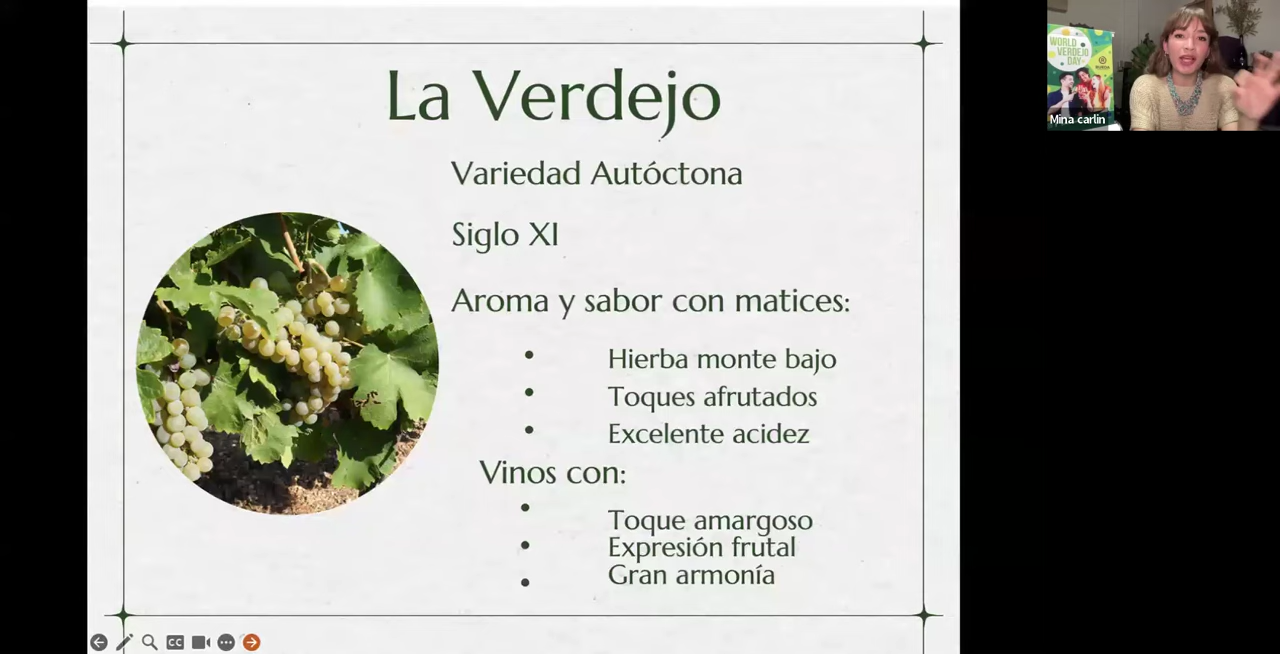 La Verdejo
Variedad Autóctona
Siglo XI
Aroma y sabor con matices:
• Hierba monte bajo
• Toques afrutados
• Excelente acidez
Vinos con:
• Toque amargoso
• Expresión frutal
• Gran armonía
WORLD
VERDEJO
DAY
Mina carlin
CC